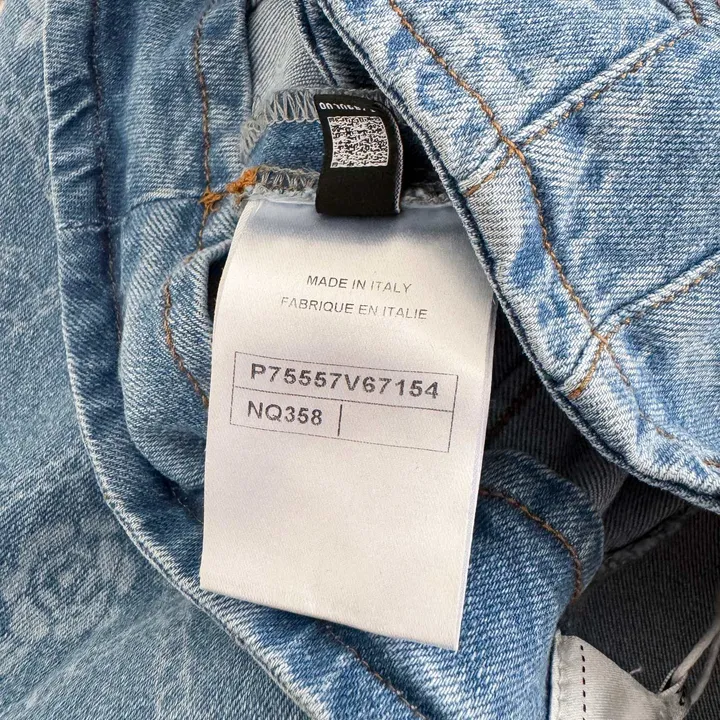 MADE IN ITALY
FABRIQUE EN ITALIE
P75557V67154
NQ358